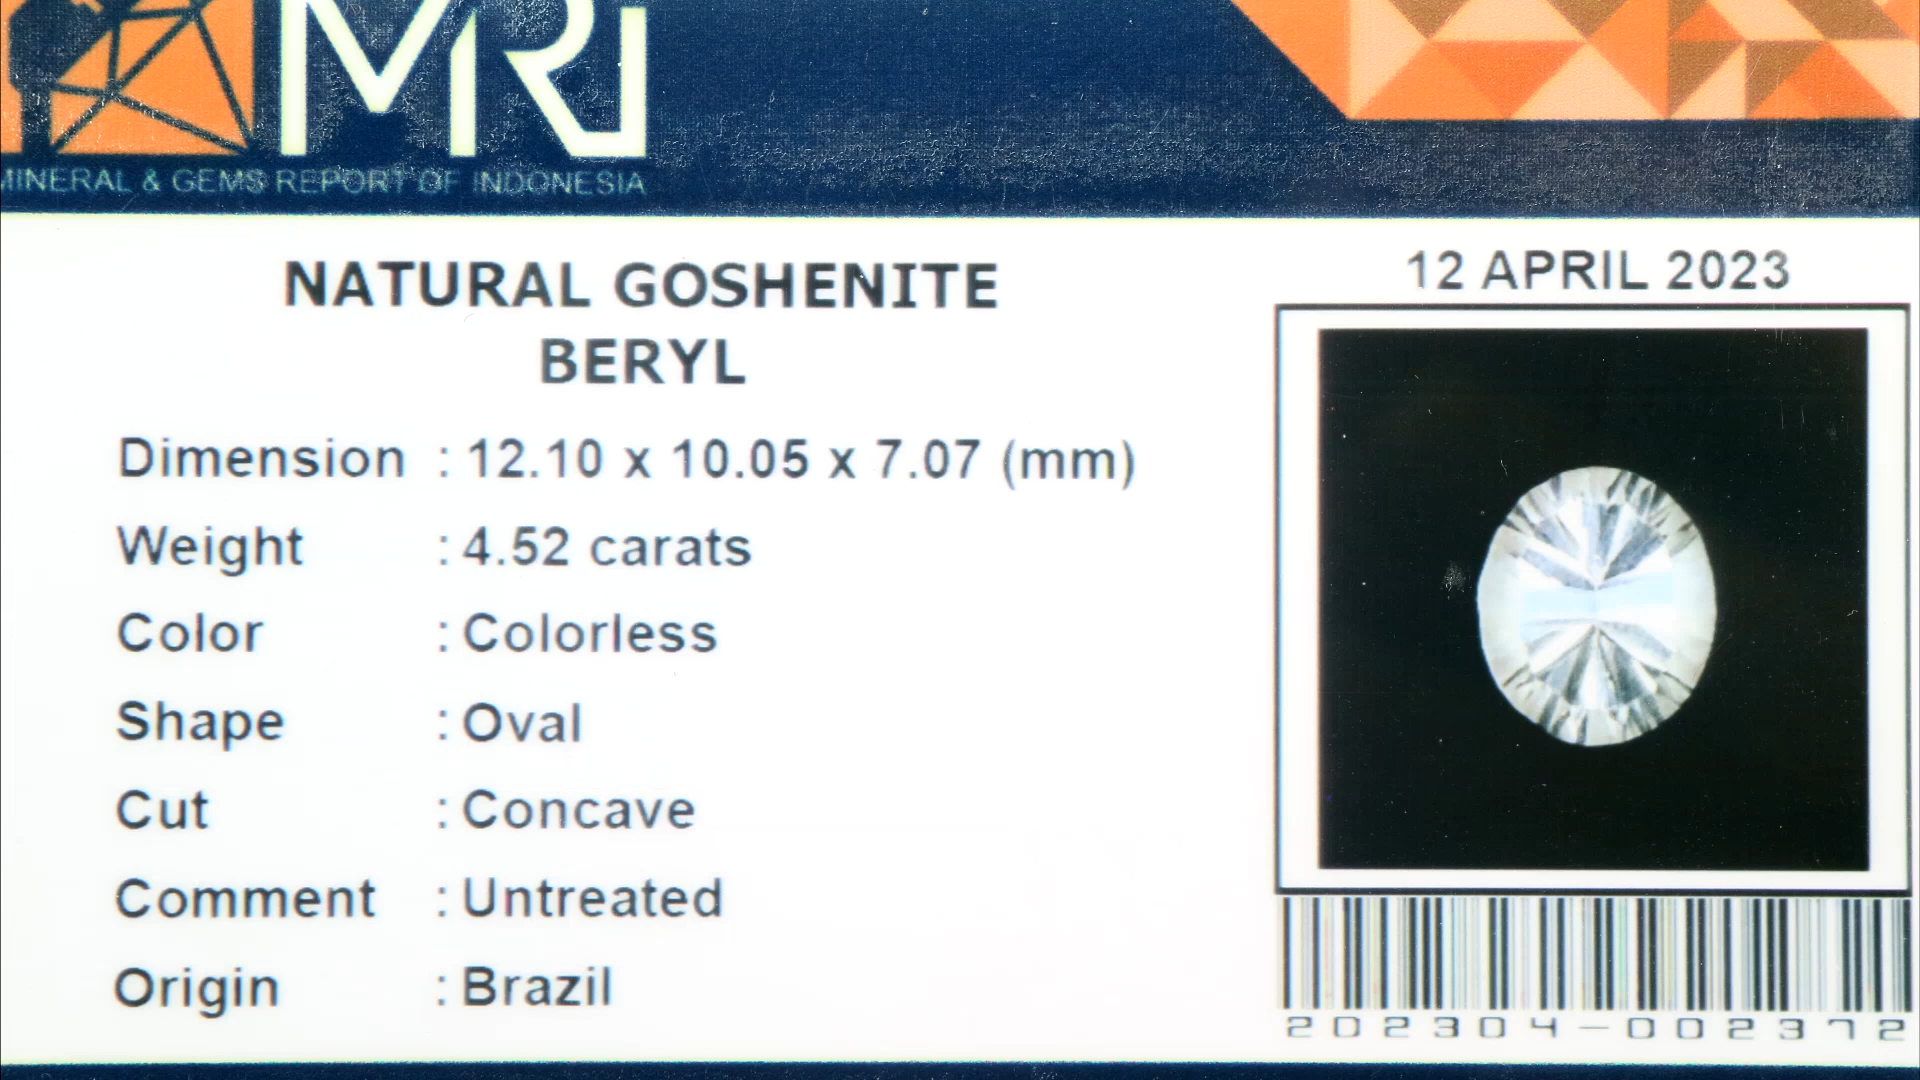 MRI
MINERAL & GEMS REPORT OF INDONESIA
NATURAL GOSHENITE
BERYL
Dimension : 12.10 x 10.05 x 7.07 (mm)
Weight : 4.52 carats
Color : Colorless
Shape : Oval
Cut : Concave
Comment : Untreated
Origin : Brazil
12 APRIL 2023
202304-002372